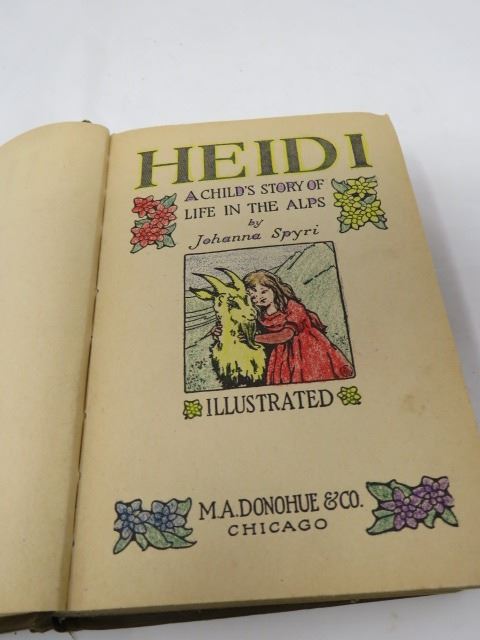 HEIDI
A CHILD'S STORY OF
LIFE IN THE ALPS
by
Johanna Spyri
ILLUSTRATED
M.A. DONOHUE & CO.
CHICAGO